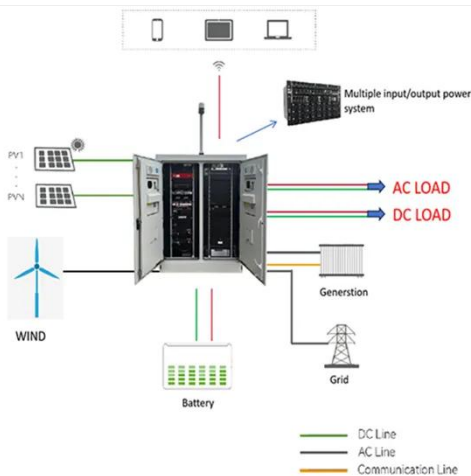 Multiple input/output power
system
PV1
PVN
AC LOAD
DC LOAD
WIND
Generstion
Battery
Grid
DC Line
AC Line
Communication Line